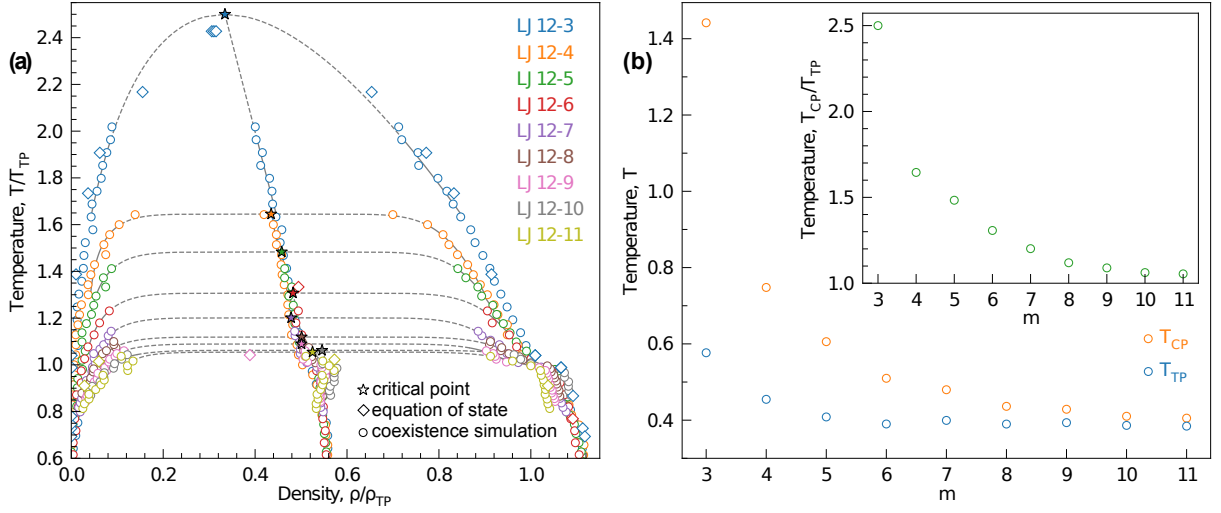 (a)
Temperature, T/T_TP
2.4
2.2
2.0
1.8
1.6
1.4
1.2
1.0
0.8
0.6
LJ 12-3
LJ 12-4
LJ 12-5
LJ 12-6
LJ 12-7
LJ 12-8
LJ 12-9
LJ 12-10
LJ 12-11
critical point
equation of state
coexistence simulation
0.0 0.2 0.4 0.6 0.8 1.0
Density, ρ/ρ_TP
(b)
Temperature, T
1.4
1.2
1.0
0.8
0.6
0.4
Temperature, T_CP/T_TP
2.5
2.0
1.5
1.0
3 4 5 6 7 8 9 10 11
m
T_CP
T_TP
3 4 5 6 7 8 9 10 11
m